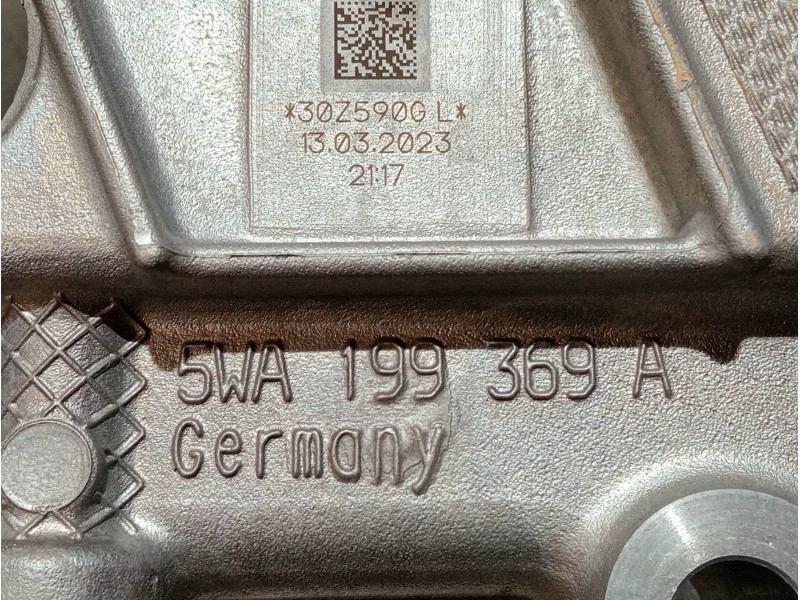 *30Z590G L*
13.03.2023
21:17
5WA 199 369 A
Germany